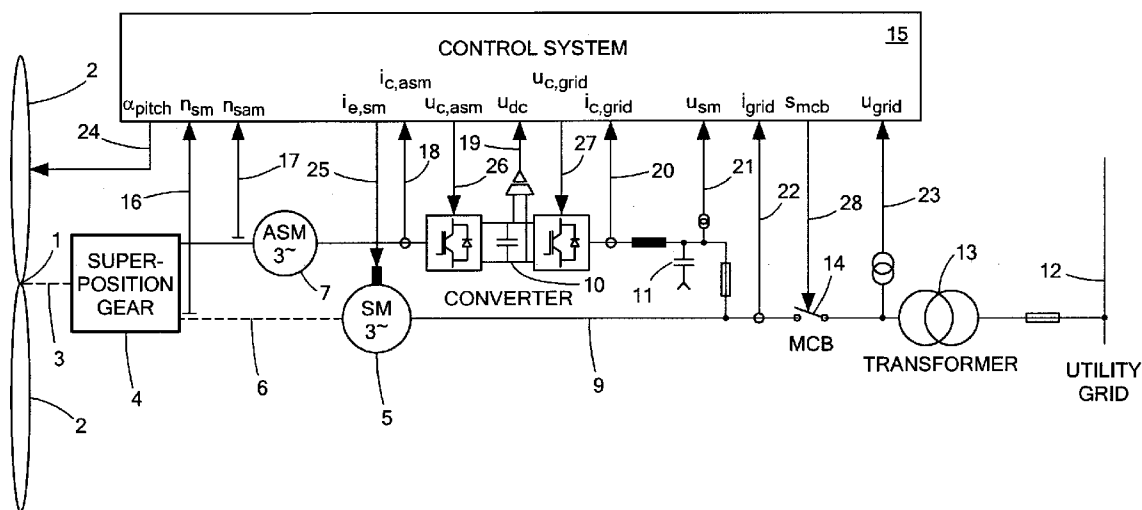 15
CONTROL SYSTEM
i_c,asm u_c,grid
α_pitch n_sm n_sam i_e,sm u_c,asm u_dc i_c,grid u_sm i_grid s_mcb u_grid
2
24
16
17
25
18
26
19
27
20
21
22
28
23
1
SUPER-
POSITION
GEAR
ASM
3~
7
CONVERTER
10
11
14
13
12
3
4
6
SM
3~
5
9
MCB
TRANSFORMER
UTILITY
GRID
2